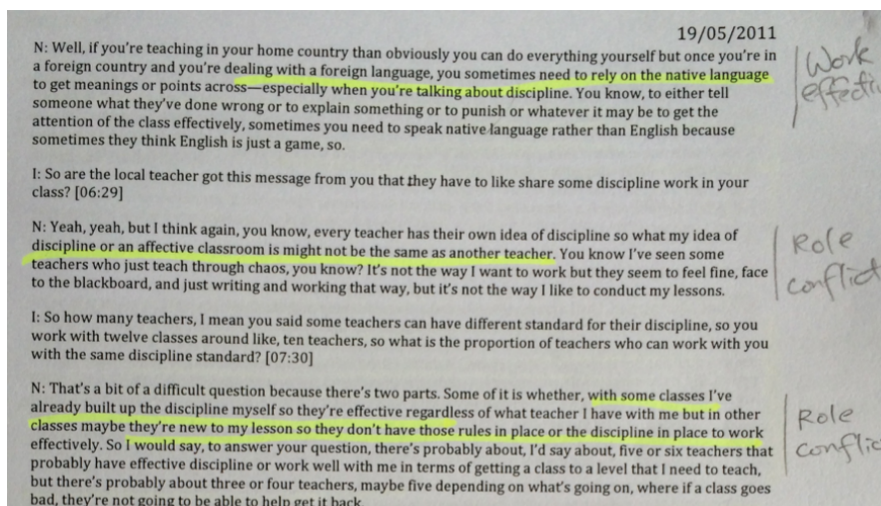 19/05/2011
N: Well, if you're teaching in your home country than obviously you can do everything yourself but once you're in
a foreign country and you're dealing with a foreign language, you sometimes need to rely on the native language
to get meanings or points across—especially when you're talking about discipline. You know, to either tell
someone what they've done wrong or to explain something or to punish or whatever it may be to get the
attention of the class effectively, sometimes you need to speak native language rather than English because
sometimes they think English is just a game, so.
Work
I: So are the local teacher got this message from you that they have to like share some discipline work in your
class? [06:29]
N: Yeah, yeah, but I think again, you know, every teacher has their own idea of discipline so what my idea of
discipline or an affective classroom is might not be the same as another teacher. You know I've seen some
teachers who just teach through chaos, you know? It's not the way I want to work but they seem to feel fine, face
to the blackboard, and just writing and working that way, but it's not the way I like to conduct my lessons.
Role
conflict
I: So how many teachers, I mean you said some teachers can have different standard for their discipline, so you
work with twelve classes around like, ten teachers, so what is the proportion of teachers who can work with you
with the same discipline standard? [07:30]
N: That's a bit of a difficult question because there's two parts. Some of it is whether, with some classes I've
already built up the discipline myself so they're effective regardless of what teacher I have with me but in other
classes maybe they're new to my lesson so they don't have those rules in place or the discipline in place to work
effectively. So I would say, to answer your question, there's probably about, I'd say about, five or six teachers that
probably have effective discipline or work well with me in terms of getting a class to a level that I need to teach,
but there's probably about three or four teachers, maybe five depending on what's going on, where if a class goes
bad, they're not going to be able to help get it back
Role